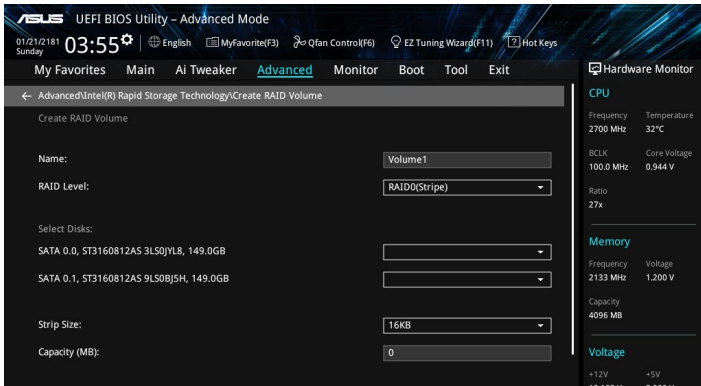 ASUS UEFI BIOS Utility – Advanced Mode
01/21/2181 Sunday 03:55 English MyFavorite(F3) Qfan Control(F6) EZ Tuning Wizard(F11) ? Hot Keys
My Favorites Main Ai Tweaker Advanced Monitor Boot Tool Exit
Hardware Monitor
← Advanced\Intel(R) Rapid Storage Technology\Create RAID Volume
Create RAID Volume
Name: Volume1
RAID Level: RAID0(Stripe)
Select Disks:
SATA 0.0, ST3160812AS 3LS0JYL8, 149.0GB
SATA 0.1, ST3160812AS 9LS0BJ5H, 149.0GB
Strip Size: 16KB
Capacity (MB): 0
CPU
Frequency Temperature
2700 MHz 32°C
BCLK Core Voltage
100.0 MHz 0.944 V
Ratio
27x
Memory
Frequency Voltage
2133 MHz 1.200 V
Capacity
4096 MB
Voltage
+12V +5V